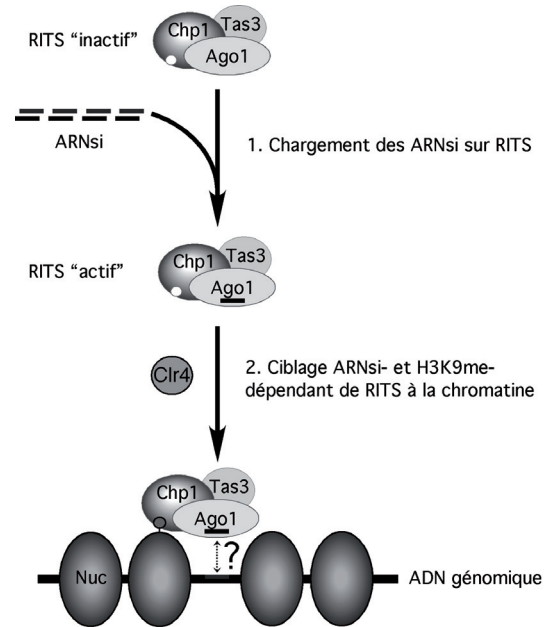 RITS “inactif”
Chp1
Tas3
Ago1
ARNsi
1. Chargement des ARNsi sur RITS
RITS “actif”
Chp1
Tas3
Ago1
Clr4
2. Ciblage ARNsi- et H3K9me-
dépendant de RITS à la chromatine
Chp1
Tas3
Ago1
?
Nuc
ADN génomique